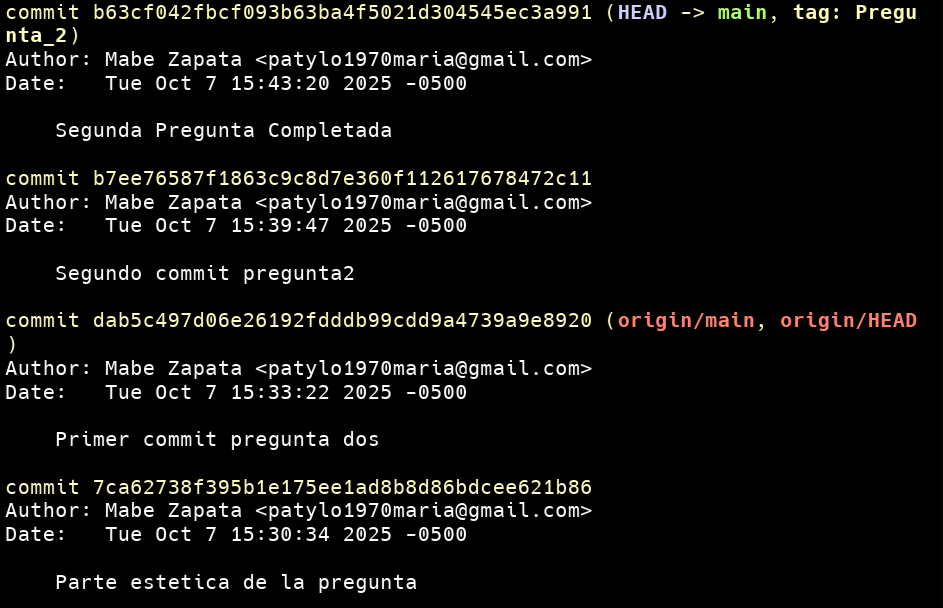 commit b63cf042fbcf093b63ba4f5021d304545ec3a991 (HEAD -> main, tag: Pregu
nta_2)
Author: Mabe Zapata <patylo1970maria@gmail.com>
Date:   Tue Oct 7 15:43:20 2025 -0500
    Segunda Pregunta Completada
commit b7ee76587f1863c9c8d7e360f112617678472c11
Author: Mabe Zapata <patylo1970maria@gmail.com>
Date:   Tue Oct 7 15:39:47 2025 -0500
    Segundo commit pregunta2
commit dab5c497d06e26192fdddb99cdd9a4739a9e8920 (origin/main, origin/HEAD
)
Author: Mabe Zapata <patylo1970maria@gmail.com>
Date:   Tue Oct 7 15:33:22 2025 -0500
    Primer commit pregunta dos
commit 7ca62738f395b1e175ee1ad8b8d86bdcee621b86
Author: Mabe Zapata <patylo1970maria@gmail.com>
Date:   Tue Oct 7 15:30:34 2025 -0500
    Parte estetica de la pregunta